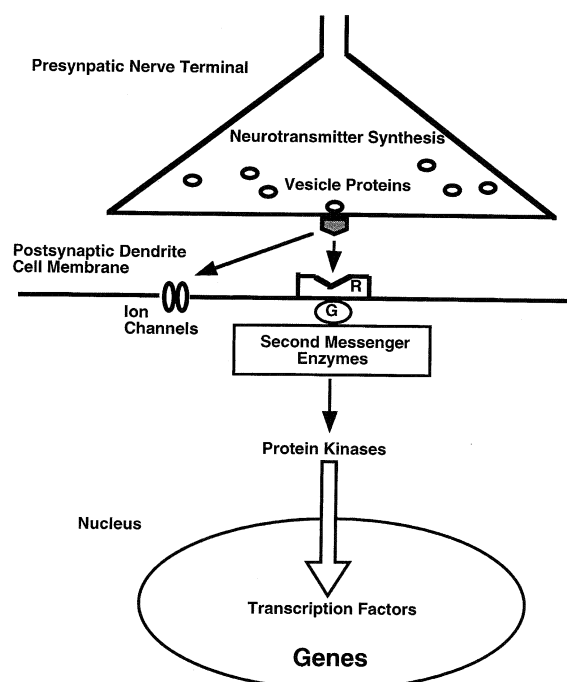 Presynpatic Nerve Terminal
Neurotransmitter Synthesis
Vesicle Proteins
Postsynaptic Dendrite
Cell Membrane
R
Ion
Channels
G
Second Messenger
Enzymes
Protein Kinases
Nucleus
Transcription Factors
Genes